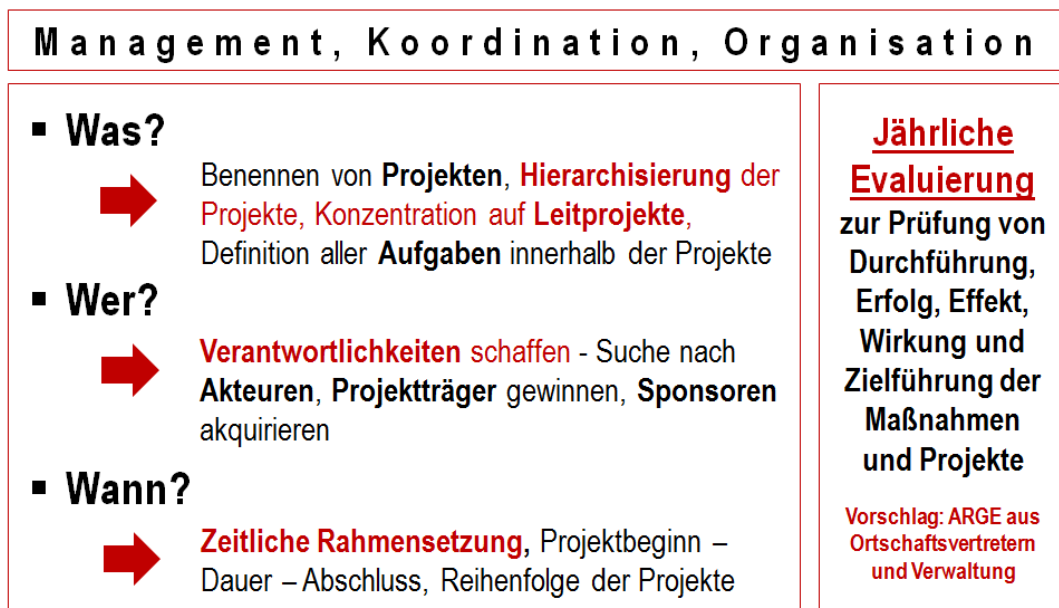 Management, Koordination, Organisation
▪ Was?
Benennen von Projekten, Hierarchisierung der
Projekte, Konzentration auf Leitprojekte,
Definition aller Aufgaben innerhalb der Projekte
▪ Wer?
Verantwortlichkeiten schaffen - Suche nach
Akteuren, Projektträger gewinnen, Sponsoren
akquirieren
▪ Wann?
Zeitliche Rahmensetzung, Projektbeginn –
Dauer – Abschluss, Reihenfolge der Projekte
Jährliche
Evaluierung
zur Prüfung von
Durchführung,
Erfolg, Effekt,
Wirkung und
Zielführung der
Maßnahmen
und Projekte
Vorschlag: ARGE aus
Ortschaftsvertretern
und Verwaltung